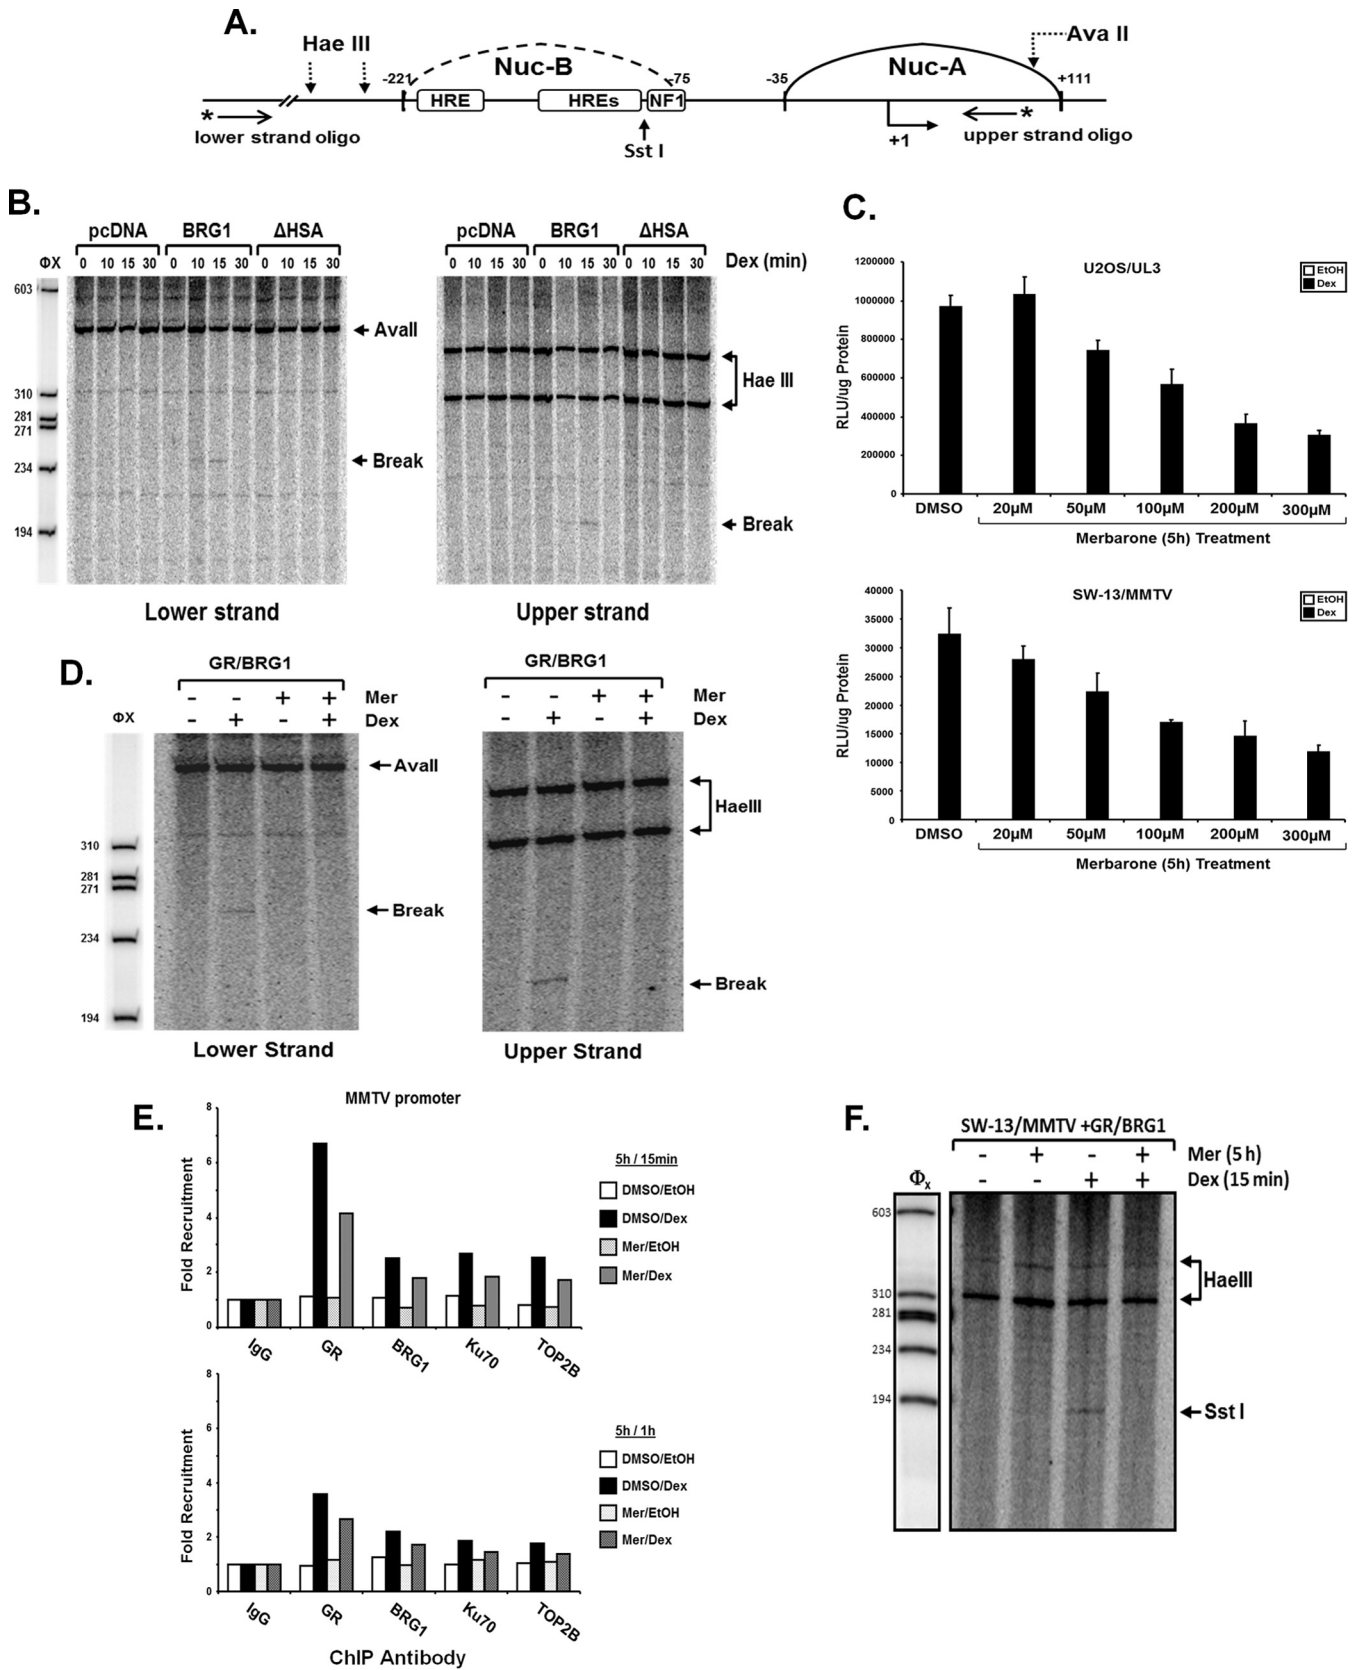 A.
Hae III
Ava II
Nuc-B
Nuc-A
-221
-75
-35
+111
HRE
HREs
NF1
*
*
lower strand oligo
Sst I
+1
upper strand oligo
B.
pcDNA BRG1 ΔHSA
ΦX 0 10 15 30 0 10 15 30 0 10 15 30
603
310
281
271
234
194
AvaII
Break
Lower strand
pcDNA BRG1 ΔHSA
0 10 15 30 0 10 15 30 0 10 15 30 Dex (min)
Hae III
Break
Upper strand
C.
U2OS/UL3
EtOH
Dex
RLU/ug Protein
1200000
1000000
800000
600000
400000
200000
0
DMSO 20µM 50µM 100µM 200µM 300µM
Merbarone (5h) Treatment
SW-13/MMTV
EtOH
Dex
RLU/ug Protein
40000
35000
30000
25000
20000
15000
10000
5000
0
DMSO 20µM 50µM 100µM 200µM 300µM
Merbarone (5h) Treatment
D.
GR/BRG1
- - + + Mer
- + - + Dex
ΦX
310
281
271
234
194
AvaII
Break
Lower Strand
GR/BRG1
- - + + Mer
- + - + Dex
HaeIII
Break
Upper Strand
E.
MMTV promoter
Fold Recruitment
8
6
4
2
0
5h / 15min
DMSO/EtOH
DMSO/Dex
Mer/EtOH
Mer/Dex
IgG GR BRG1 Ku70 TOP2B
Fold Recruitment
8
6
4
2
0
5h / 1h
DMSO/EtOH
DMSO/Dex
Mer/EtOH
Mer/Dex
IgG GR BRG1 Ku70 TOP2B
ChIP Antibody
F.
SW-13/MMTV +GR/BRG1
- + - + Mer (5 h)
- - + + Dex (15 min)
Φx
603
310
281
234
194
HaeIII
Sst I